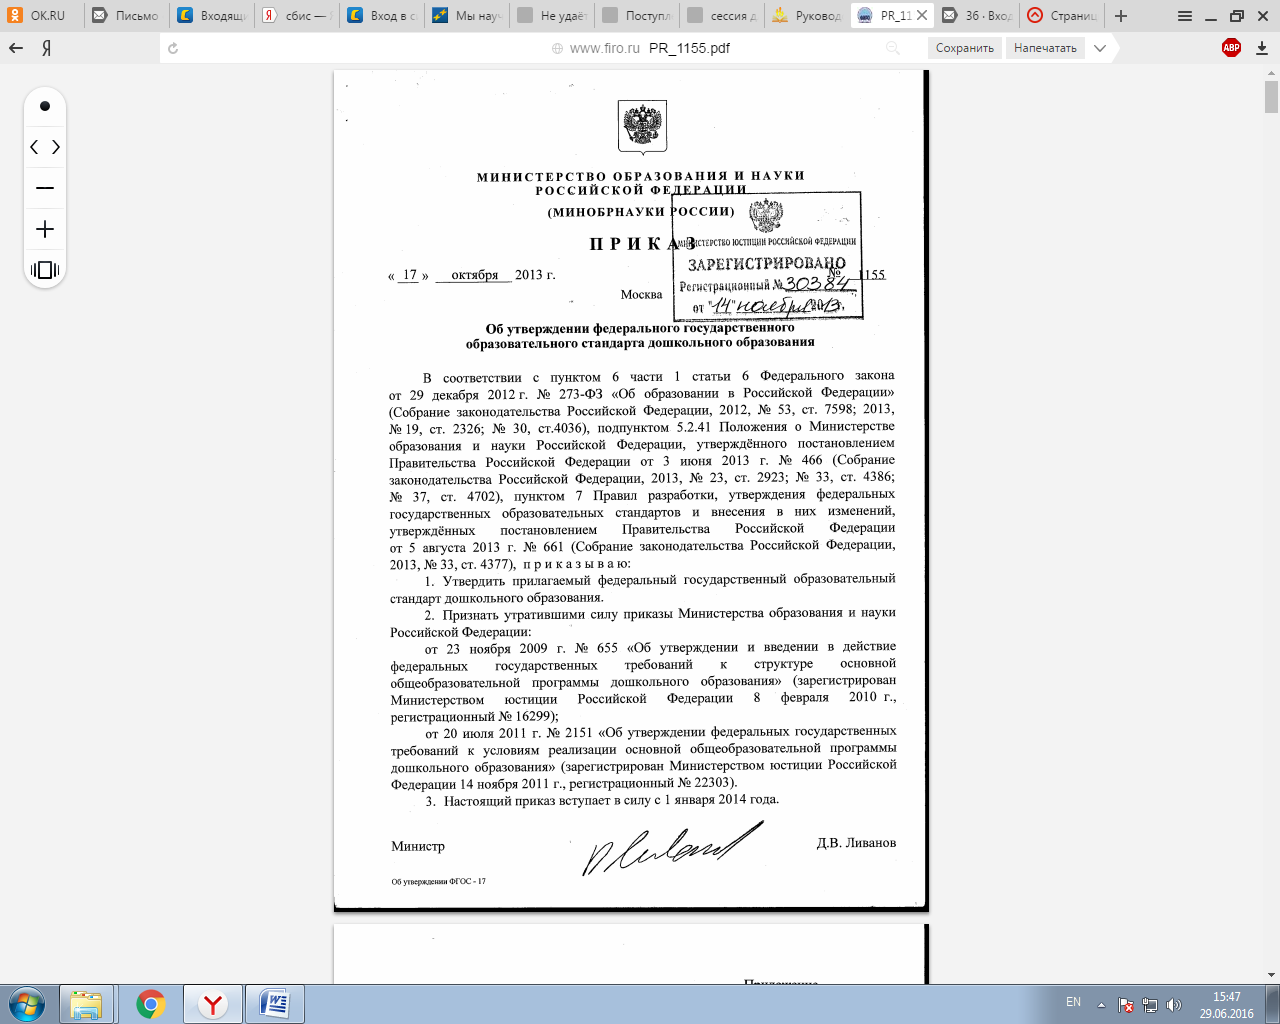 OK.RU
Письмо
Входящи
сбис — Я
Вход в с
Мы науч
Не удаёт
Поступл
сессия д
Руковод
PR_11
36 · Вход
Страниц
www.firo.ru PR_1155.pdf
Сохранить
Напечатать
ABP
МИНИСТЕРСТВО ОБРАЗОВАНИЯ И НАУКИ
РОССИЙСКОЙ ФЕДЕРАЦИИ
(МИНОБРНАУКИ РОССИИ)
ПРИКАЗ
МИНИСТЕРСТВО ЮСТИЦИИ РОССИЙСКОЙ ФЕДЕРАЦИИ
ЗАРЕГИСТРИРОВАНО
Регистрационный № 30384
от "14" ноября 2013,
« 17 » октября 2013 г.
№ 1155
Москва
Об утверждении федерального государственного
образовательного стандарта дошкольного образования
В соответствии с пунктом 6 части 1 статьи 6 Федерального закона
от 29 декабря 2012 г. № 273-ФЗ «Об образовании в Российской Федерации»
(Собрание законодательства Российской Федерации, 2012, № 53, ст. 7598; 2013,
№ 19, ст. 2326; № 30, ст.4036), подпунктом 5.2.41 Положения о Министерстве
образования и науки Российской Федерации, утверждённого постановлением
Правительства Российской Федерации от 3 июня 2013 г. № 466 (Собрание
законодательства Российской Федерации, 2013, № 23, ст. 2923; № 33, ст. 4386;
№ 37, ст. 4702), пунктом 7 Правил разработки, утверждения федеральных
государственных образовательных стандартов и внесения в них изменений,
утверждённых постановлением Правительства Российской Федерации
от 5 августа 2013 г. № 661 (Собрание законодательства Российской Федерации,
2013, № 33, ст. 4377), п р и к а з ы в а ю:
1. Утвердить прилагаемый федеральный государственный образовательный
стандарт дошкольного образования.
2. Признать утратившими силу приказы Министерства образования и науки
Российской Федерации:
от 23 ноября 2009 г. № 655 «Об утверждении и введении в действие
федеральных государственных требований к структуре основной
общеобразовательной программы дошкольного образования» (зарегистрирован
Министерством юстиции Российской Федерации 8 февраля 2010 г.,
регистрационный № 16299);
от 20 июля 2011 г. № 2151 «Об утверждении федеральных государственных
требований к условиям реализации основной общеобразовательной программы
дошкольного образования» (зарегистрирован Министерством юстиции Российской
Федерации 14 ноября 2011 г., регистрационный № 22303).
3. Настоящий приказ вступает в силу с 1 января 2014 года.
Министр
Д.В. Ливанов
Об утверждении ФГОС - 17
Приложение
EN
15:47
29.06.2016